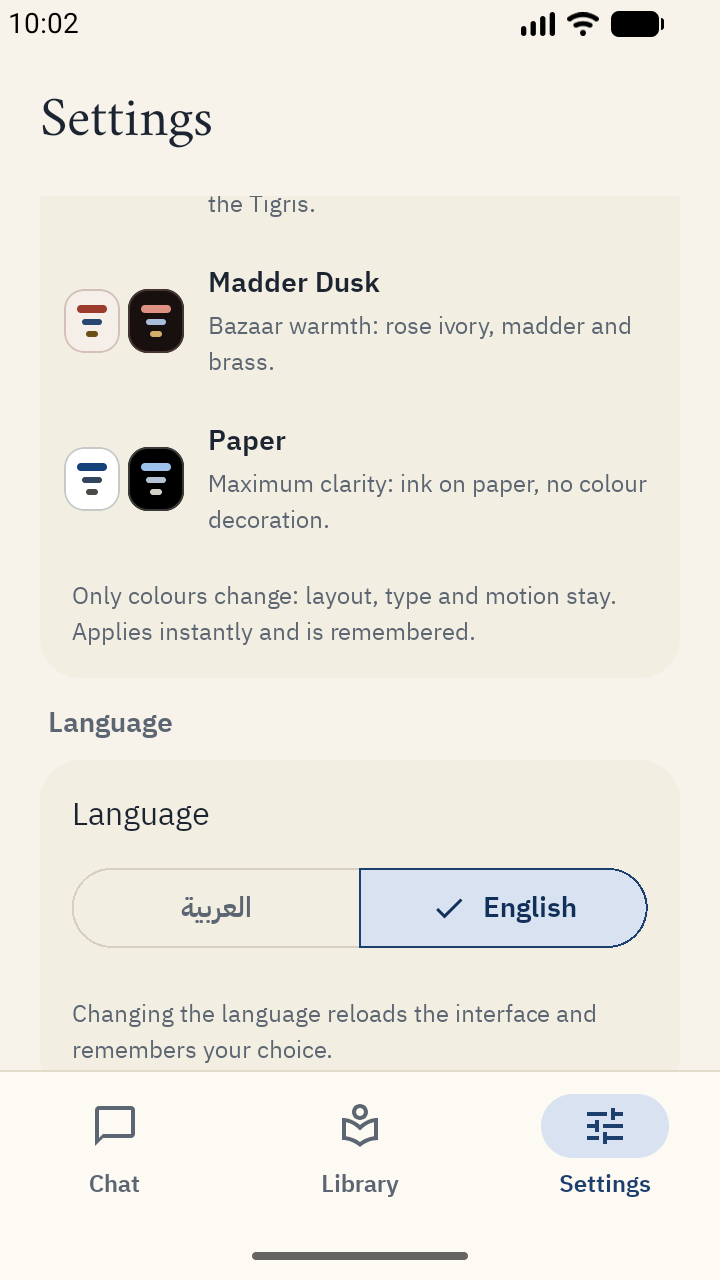 10:02
Settings
the Tigris.
Madder Dusk
Bazaar warmth: rose ivory, madder and
brass.
Paper
Maximum clarity: ink on paper, no colour
decoration.
Only colours change: layout, type and motion stay.
Applies instantly and is remembered.
Language
Language
العربية
English
Changing the language reloads the interface and
remembers your choice.
Chat
Library
Settings